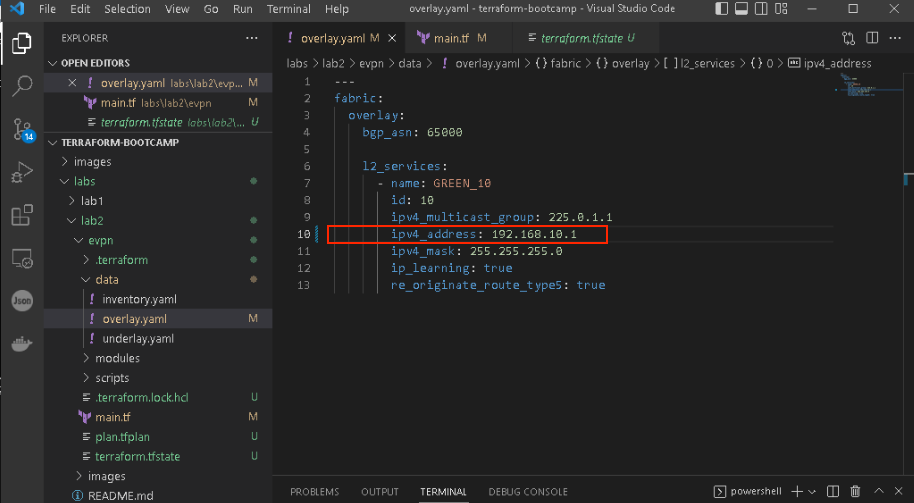 File Edit Selection View Go Run Terminal Help overlay.yaml - terraform-bootcamp - Visual Studio Code
EXPLORER ...
OPEN EDITORS
overlay.yaml labs\lab2\evpn... M
main.tf labs\lab2\evpn M
terraform.tfstate labs\lab2\... U
TERRAFORM-BOOTCAMP
images
labs
lab1
lab2
evpn
.terraform
data
inventory.yaml
overlay.yaml M
underlay.yaml
modules
scripts
.terraform.lock.hcl U
main.tf M
plan.tfplan U
terraform.tfstate U
images
README.md
14
Json
overlay.yaml M main.tf M terraform.tfstate U
labs > lab2 > evpn > data > ! overlay.yaml > {} fabric > {} overlay > [ ] l2_services > {} 0 > ipv4_address
1 ---
2 fabric:
3 overlay:
4 bgp_asn: 65000
5
6 l2_services:
7 - name: GREEN_10
8 id: 10
9 ipv4_multicast_group: 225.0.1.1
10 ipv4_address: 192.168.10.1
11 ipv4_mask: 255.255.255.0
12 ip_learning: true
13 re_originate_route_type5: true
PROBLEMS OUTPUT TERMINAL DEBUG CONSOLE powershell